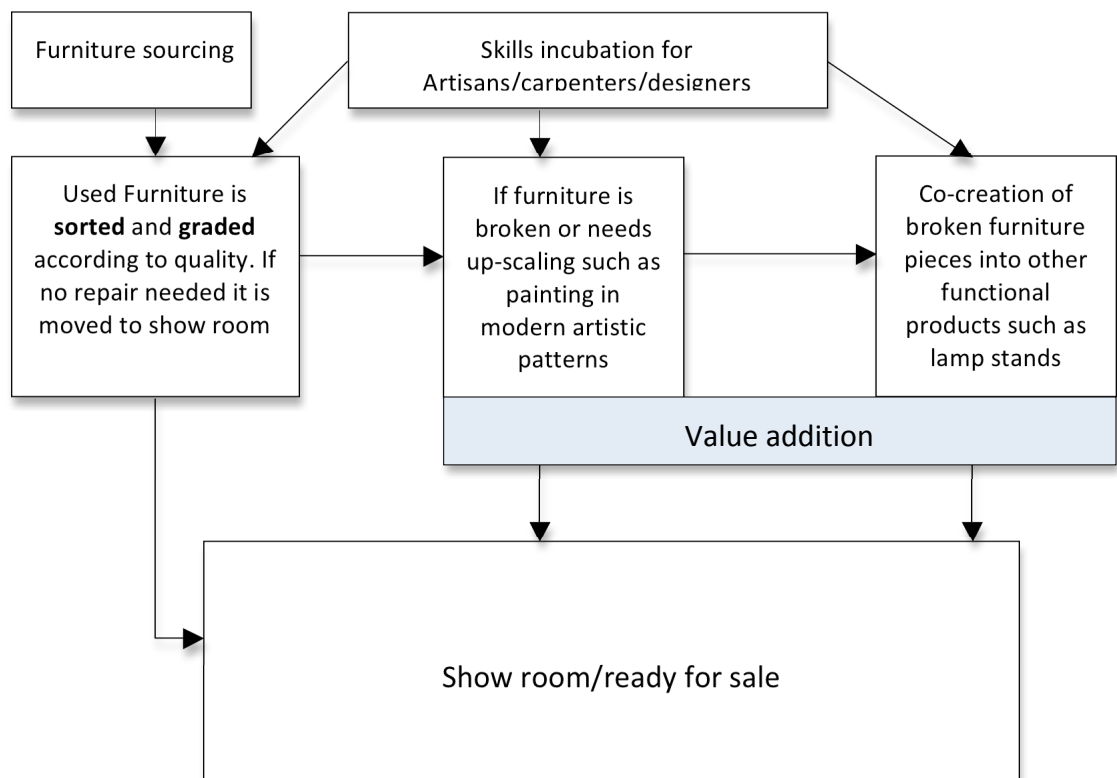 Furniture sourcing
Skills incubation for
Artisans/carpenters/designers
Used Furniture is
sorted and graded
according to quality. If
no repair needed it is
moved to show room
If furniture is
broken or needs
up-scaling such as
painting in
modern artistic
patterns
Co-creation of
broken furniture
pieces into other
functional
products such as
lamp stands
Value addition
Show room/ready for sale